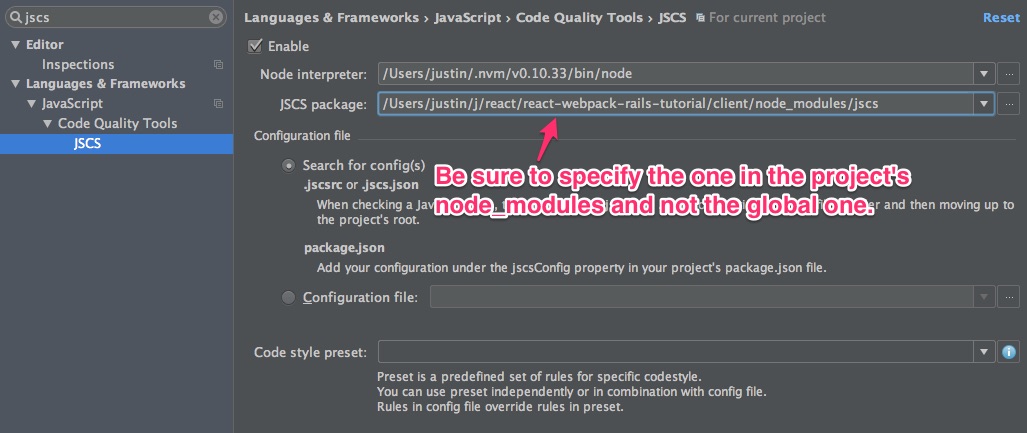 jscs
Languages & Frameworks › JavaScript › Code Quality Tools › JSCS For current project Reset
Editor
Inspections
Languages & Frameworks
JavaScript
Code Quality Tools
JSCS
Enable
Node interpreter: /Users/justin/.nvm/v0.10.33/bin/node
JSCS package: /Users/justin/j/react/react-webpack-rails-tutorial/client/node_modules/jscs
Configuration file
Search for config(s)
.jscsrc or .jscs.json
Be sure to specify the one in the project's
node_modules and not the global one.
When checking a and then moving up to
the project's root.
package.json
Add your configuration under the jscsConfig property in your project's package.json file.
Configuration file:
Code style preset:
Preset is a predefined set of rules for specific codestyle.
You can use preset independently or in combination with config file.
Rules in config file override rules in preset.